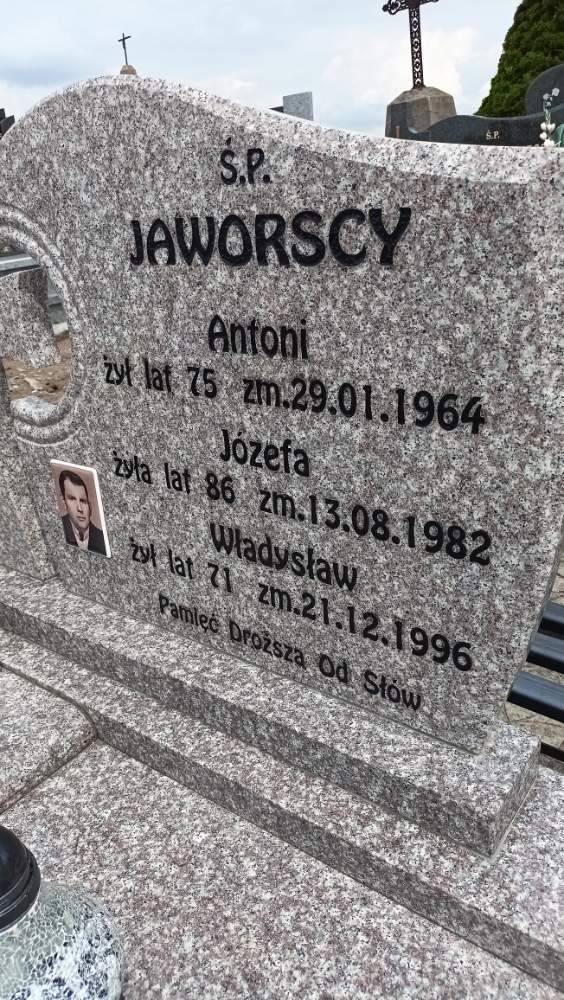 Ś.P.
JAWORSCY
Antoni
żył lat 75 zm.29.01.1964
Józefa
żyła lat 86 zm.13.08.1982
Władysław
żył lat 71 zm.21.12.1996
Pamięć Droższa Od Słów
Ś.P.